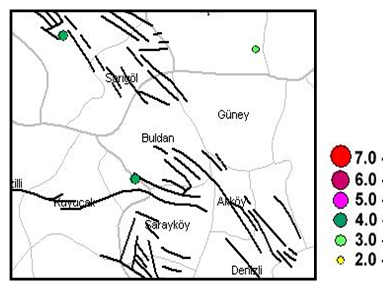 Sarıgöl
Güney
Buldan
zilli
Kuyucak
Akköy
Sarayköy
Denizli
7.0 -
6.0 -
5.0 -
4.0 -
3.0 -
2.0 -